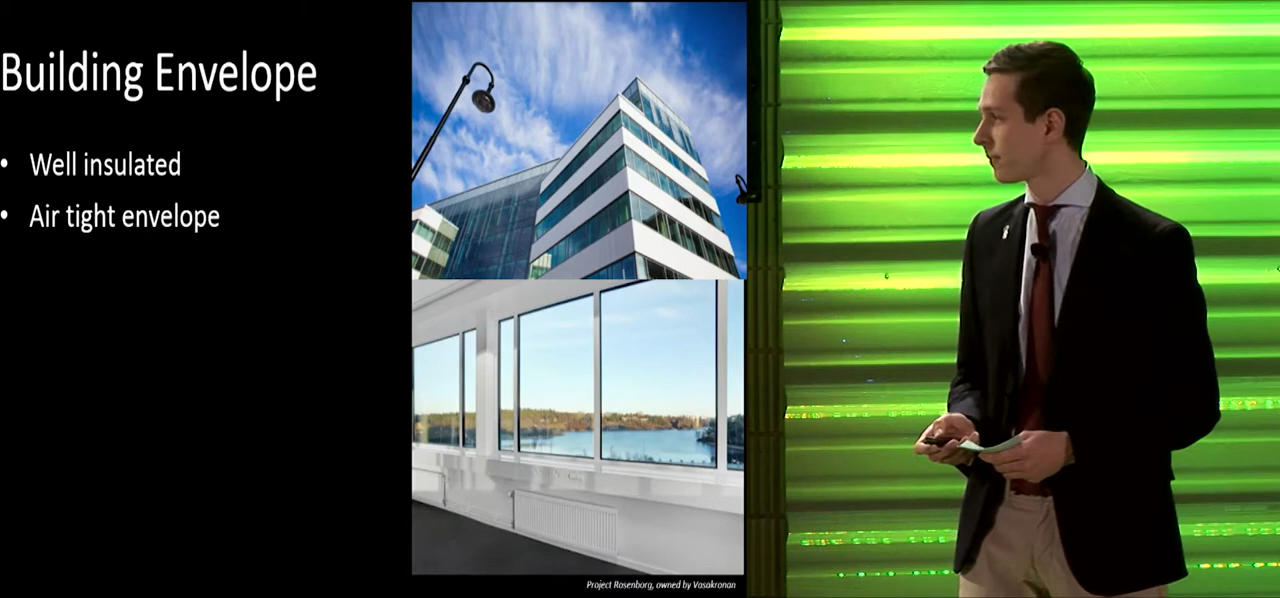 Building Envelope
• Well insulated
• Air tight envelope
Project Rosenborg, owned by Vasakronan